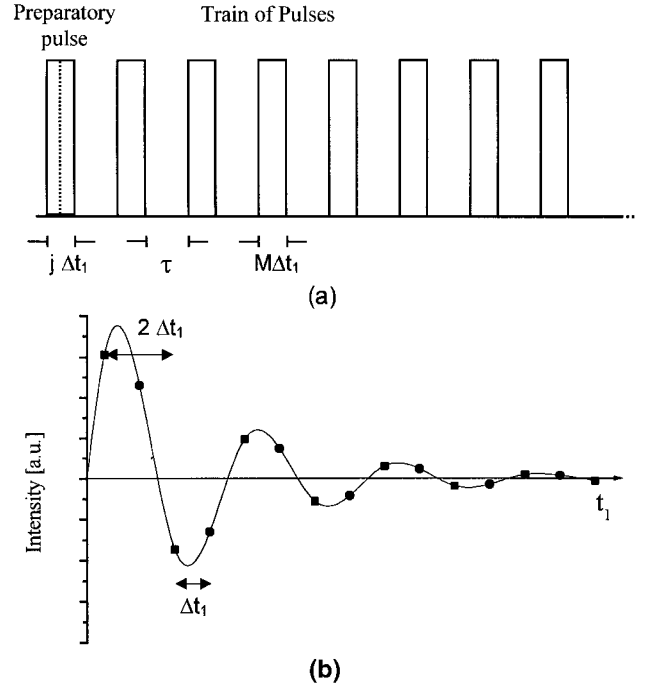 Preparatory
pulse
Train of Pulses
j Δt₁
τ
MΔt₁
(a)
2 Δt₁
Intensity [a.u.]
t₁
Δt₁
(b)